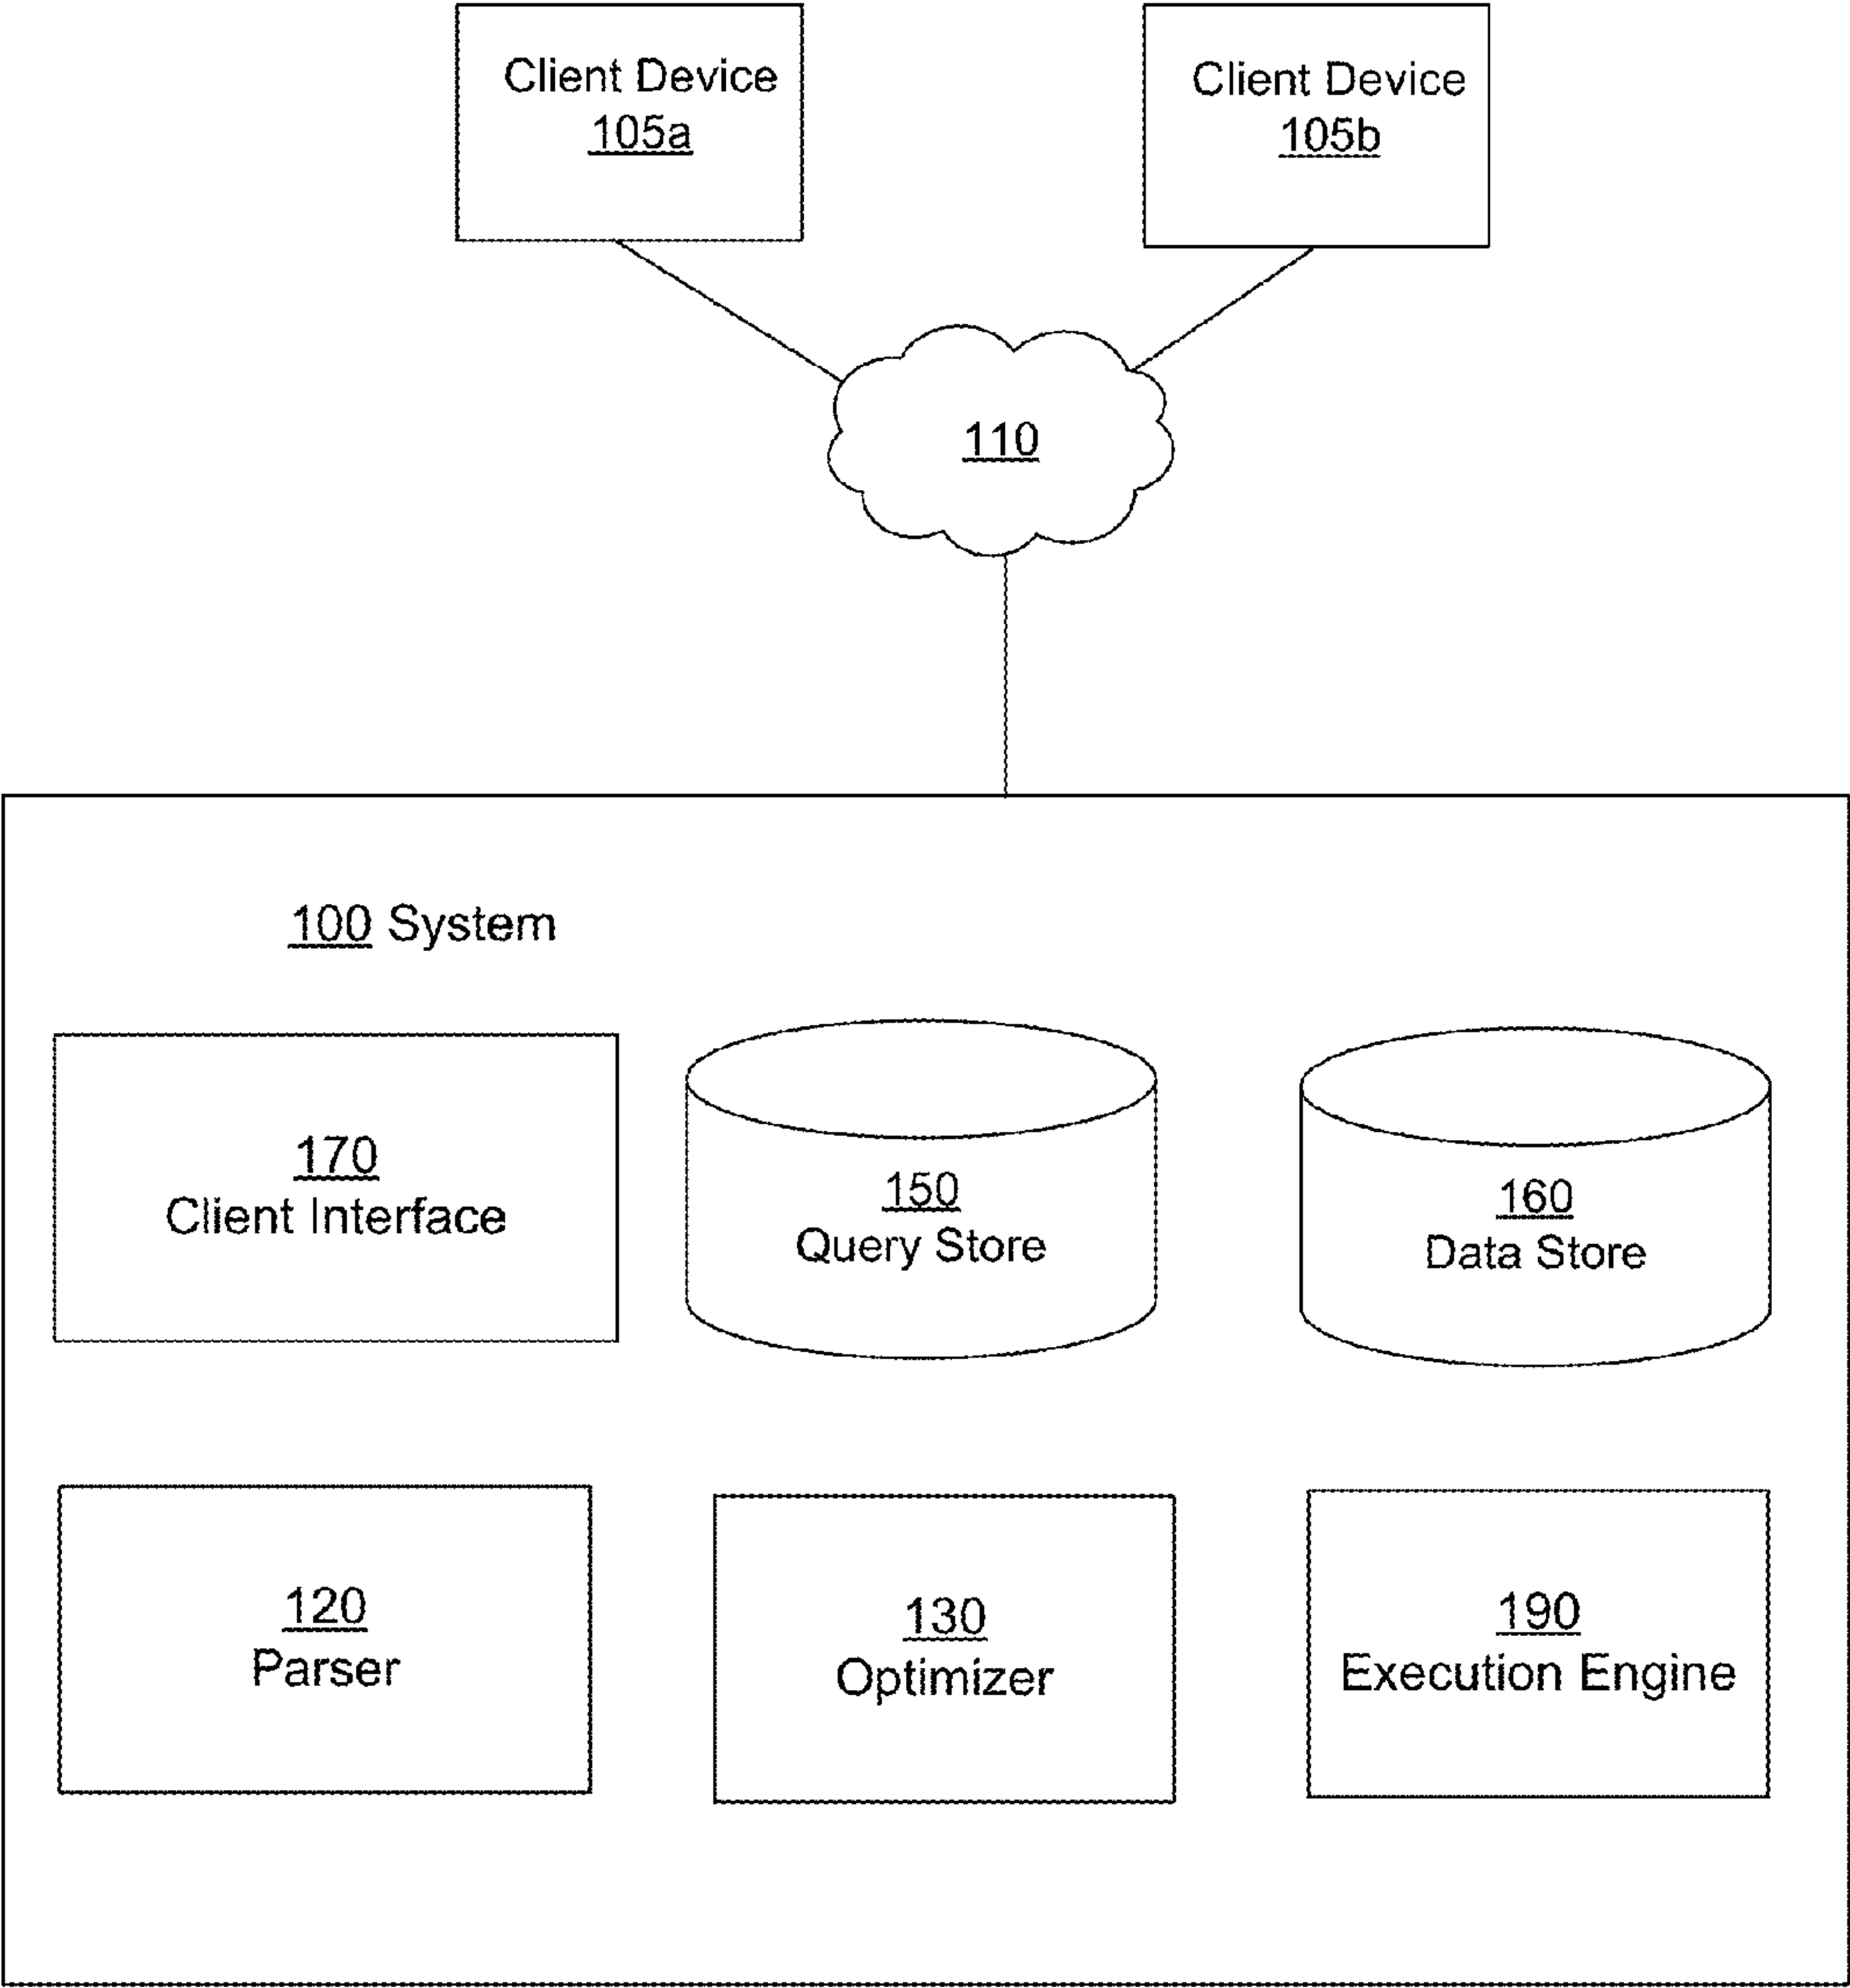 Client Device
105a
Client Device
105b
110
100 System
170
Client Interface
150
Query Store
160
Data Store
120
Parser
130
Optimizer
190
Execution Engine